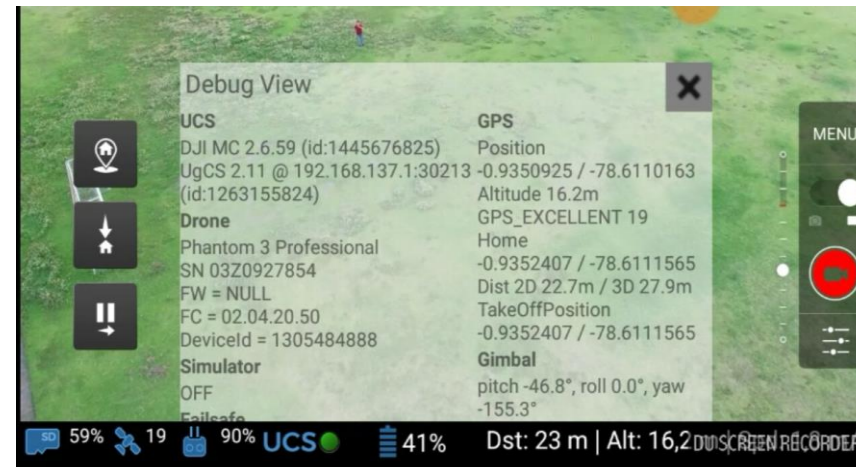 Debug View
UCS
DJI MC 2.6.59 (id:1445676825)
UgCS 2.11 @ 192.168.137.1:30213
(id:1263155824)
Drone
Phantom 3 Professional
SN 03Z0927854
FW = NULL
FC = 02.04.20.50
DeviceId = 1305484888
Simulator
OFF
Failsafe
GPS
Position
-0.9350925 / -78.6110163
Altitude 16.2m
GPS_EXCELLENT 19
Home
-0.9352407 / -78.6111565
Dist 2D 22.7m / 3D 27.9m
TakeOffPosition
-0.9352407 / -78.6111565
Gimbal
pitch -46.8°, roll 0.0°, yaw
-155.3°
MENU
SD 59% 19 90% UCS 41% Dst: 23 m | Alt: 16,2 DU SCREEN RECORDER